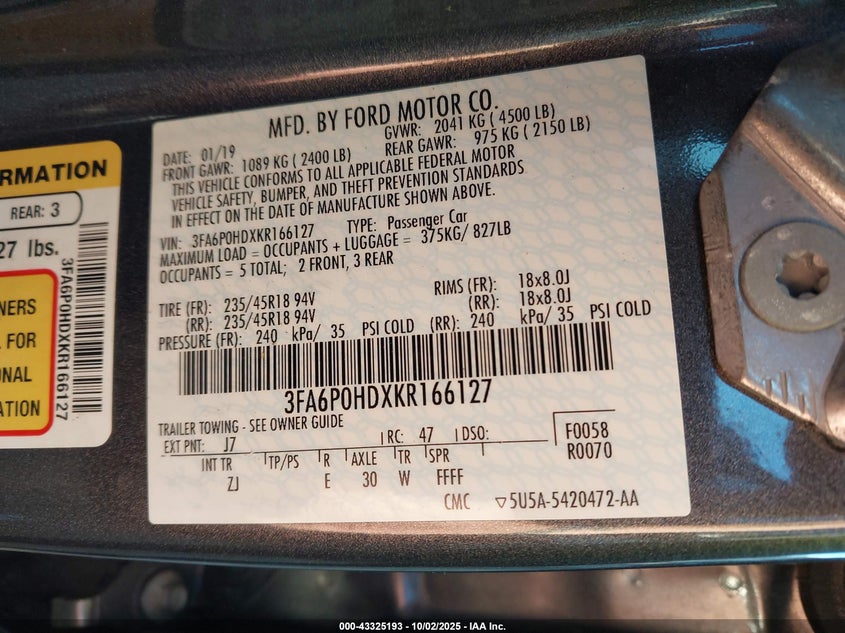 RMATION
REAR: 3
27 lbs.
NERS
FOR
ONAL
ATION
3FA6P0HDXKR166127
MFD. BY FORD MOTOR CO.
DATE: 01/19 GVWR: 2041 KG ( 4500 LB)
FRONT GAWR: 1089 KG ( 2400 LB) REAR GAWR: 975 KG ( 2150 LB)
THIS VEHICLE CONFORMS TO ALL APPLICABLE FEDERAL MOTOR
VEHICLE SAFETY, BUMPER, AND THEFT PREVENTION STANDARDS
IN EFFECT ON THE DATE OF MANUFACTURE SHOWN ABOVE.
VIN: 3FA6P0HDXKR166127 TYPE: Passenger Car
MAXIMUM LOAD = OCCUPANTS + LUGGAGE = 375KG/ 827LB
OCCUPANTS = 5 TOTAL; 2 FRONT, 3 REAR
TIRE (FR): 235/45R18 94V RIMS (FR): 18x8.0J
(RR): 235/45R18 94V (RR): 18x8.0J
PRESSURE (FR): 240 kPa/ 35 PSI COLD (RR): 240 kPa/ 35 PSI COLD
3FA6P0HDXKR166127
TRAILER TOWING - SEE OWNER GUIDE
EXT PNT: J7 RC: 47 DSO: F0058
R0070
INT TR TP/PS R AXLE TR SPR
ZJ E 30 W FFFF
CMC ▽5U5A-5420472-AA
000-43325193 - 10/02/2025 - IAA Inc.